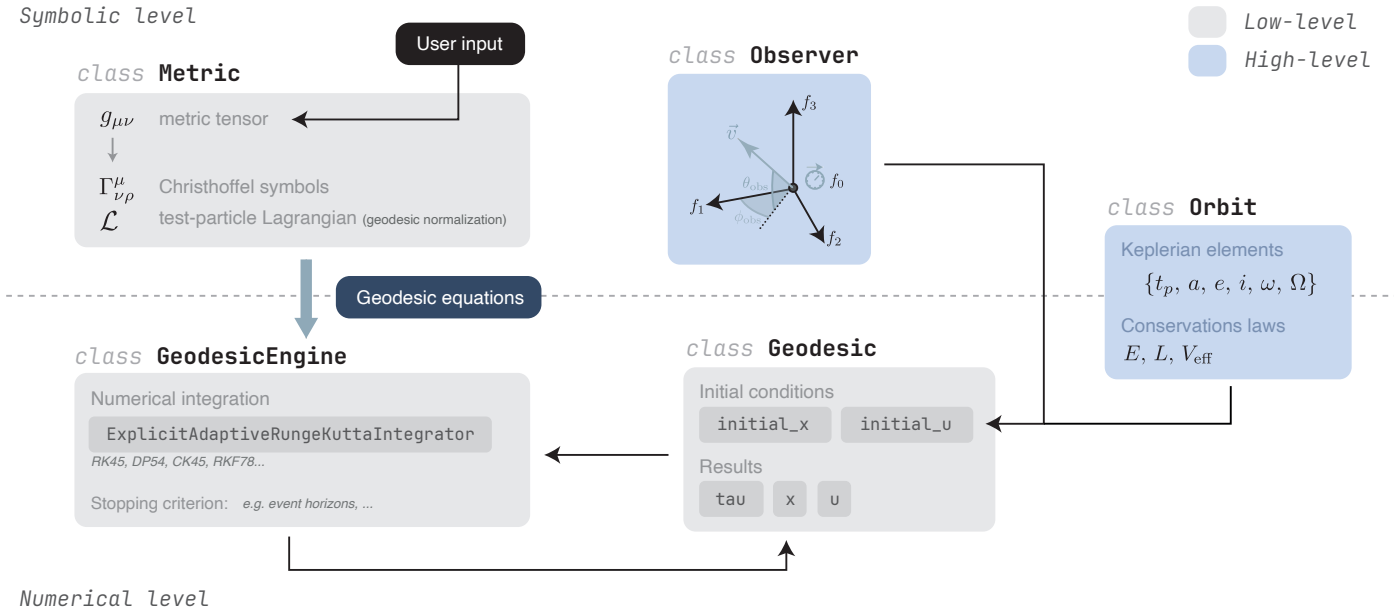 Symbolic level
User input
class Metric
g_{μν} metric tensor
↓
Γ^μ_{νρ} Christhoffel symbols
ℒ test-particle Lagrangian (geodesic normalization)
class Observer
f_3
\vec{v}
θ_obs
f_0
f_1
ϕ_obs
f_2
Low-level
High-level
class Orbit
Keplerian elements
{t_p, a, e, i, ω, Ω}
Conservations laws
E, L, V_eff
Geodesic equations
class GeodesicEngine
Numerical integration
ExplicitAdaptiveRungeKuttaIntegrator
RK45, DP54, CK45, RKF78...
Stopping criterion: e.g. event horizons, ...
class Geodesic
Initial conditions
initial_x initial_u
Results
tau x u
Numerical level